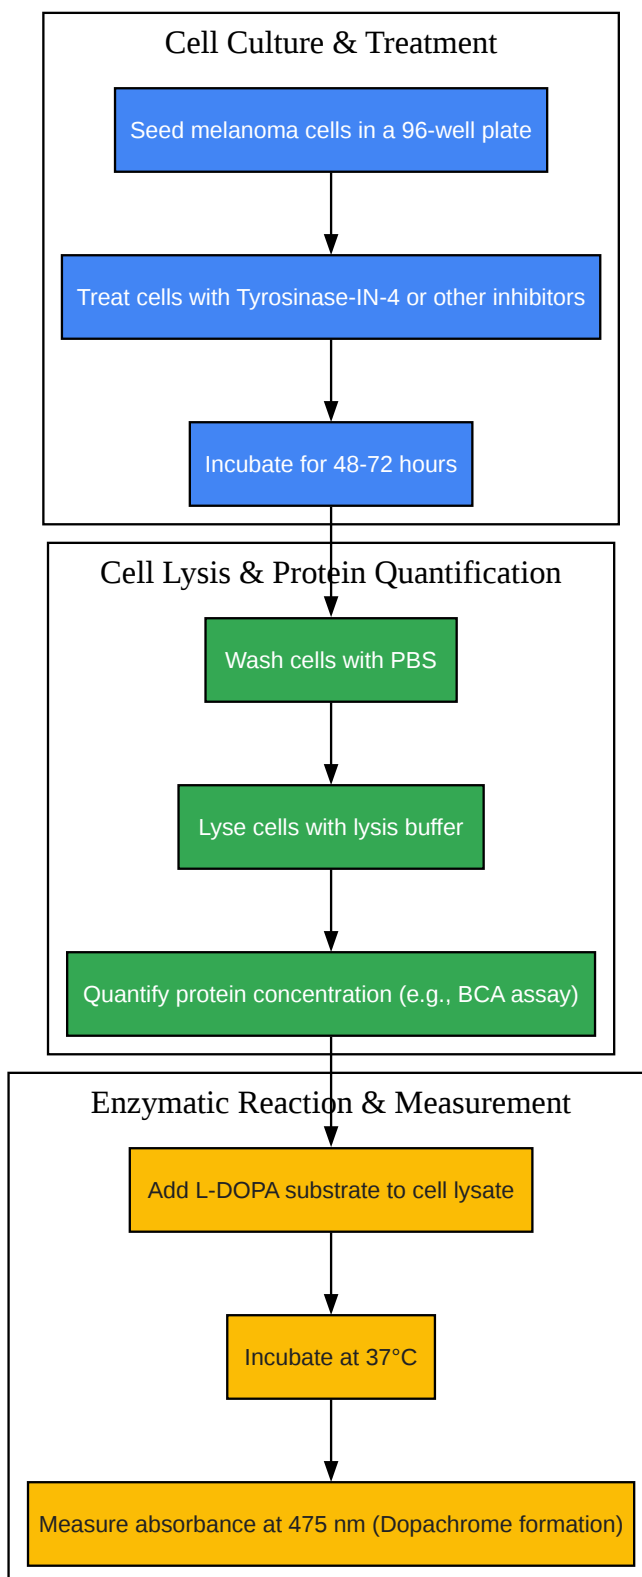 Cell Culture & Treatment
Seed melanoma cells in a 96-well plate
Treat cells with Tyrosinase-IN-4 or other inhibitors
Incubate for 48-72 hours
Cell Lysis & Protein Quantification
Wash cells with PBS
Lyse cells with lysis buffer
Quantify protein concentration (e.g., BCA assay)
Enzymatic Reaction & Measurement
Add L-DOPA substrate to cell lysate
Incubate at 37°C
Measure absorbance at 475 nm (Dopachrome formation)